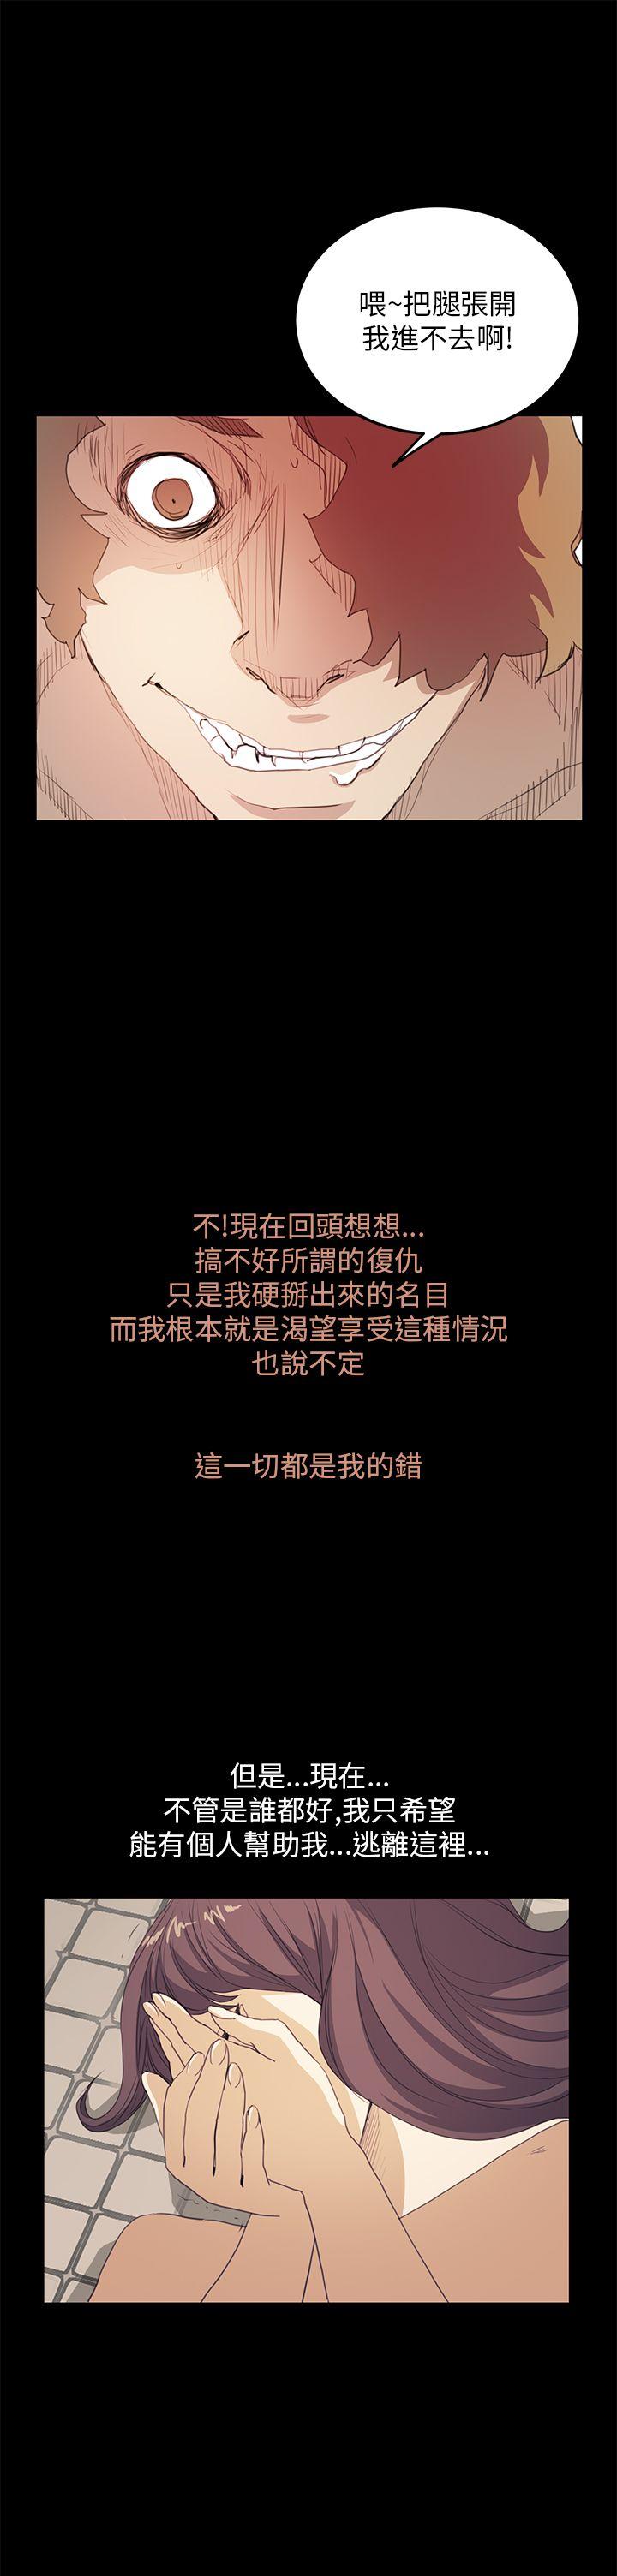 喂~把腿張開
我進不去啊!
不!現在回頭想想...
搞不好所謂的復仇
只是我硬掰出來的名目
而我根本就是渴望享受這種情況
也說不定
這一切都是我的錯
但是...現在...
不管是誰都好,我只希望
能有個人幫助我...逃離這裡...